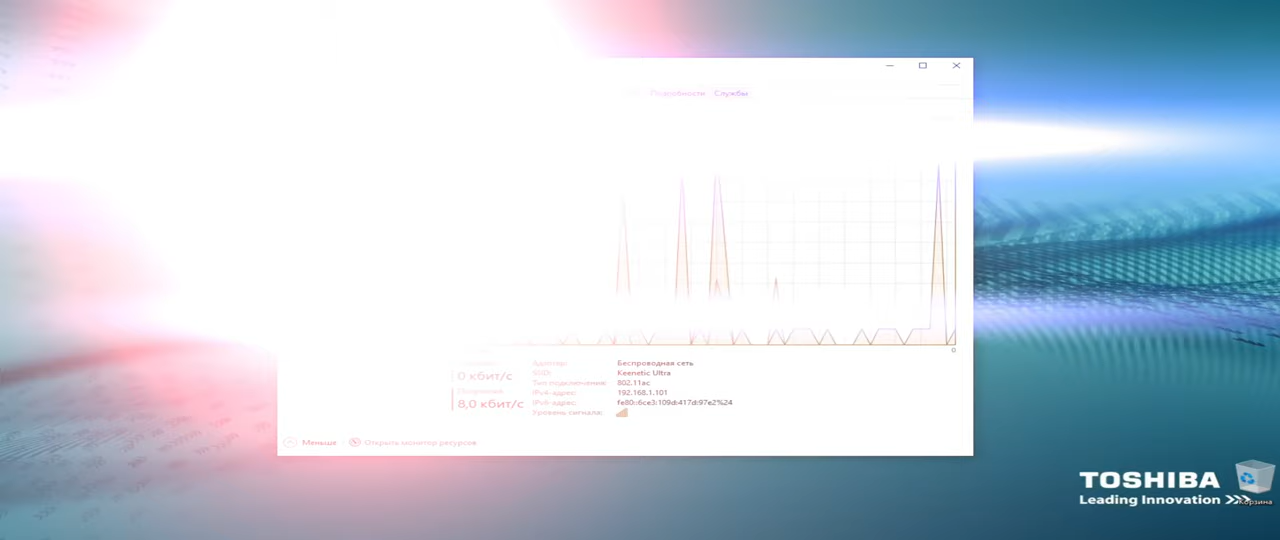 Подробности Службы
0
Адаптер: Беспроводная сеть
SSID: Keenetic Ultra
0 кбит/с
Тип подключения: 802.11ac
IPv4-адрес: 192.168.1.101
8,0 кбит/с
IPv6-адрес: fe80::6ce3:109d:417d:97e2%24
Уровень сигнала:
Меньше
Открыть монитор ресурсов
TOSHIBA
Leading Innovation >>>
Корзина